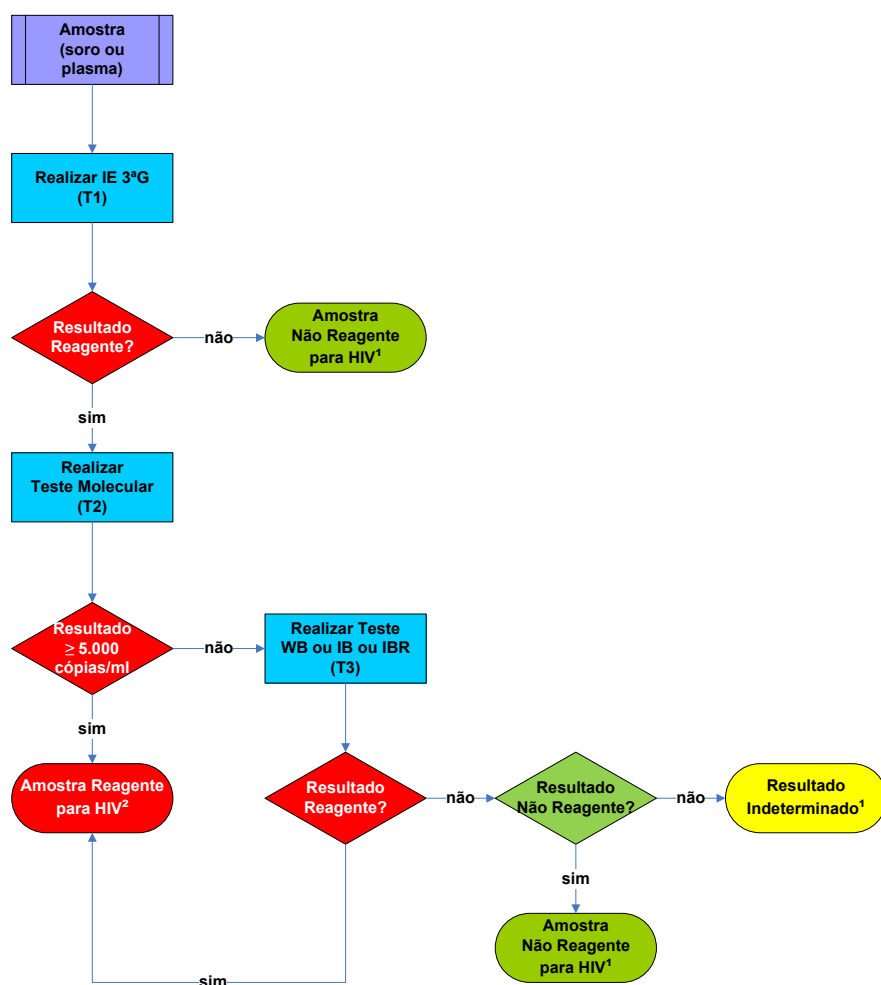 Amostra
(soro ou
plasma)
Realizar IE 3ªG
(T1)
Resultado
Reagente?
não
Amostra
Não Reagente
para HIV¹
sim
Realizar
Teste Molecular
(T2)
Resultado
≥ 5.000
cópias/ml
não
Realizar Teste
WB ou IB ou IBR
(T3)
sim
Amostra Reagente
para HIV²
Resultado
Reagente?
não
Resultado
Não Reagente?
não
Resultado
Indeterminado¹
sim
Amostra
Não Reagente
para HIV¹
sim